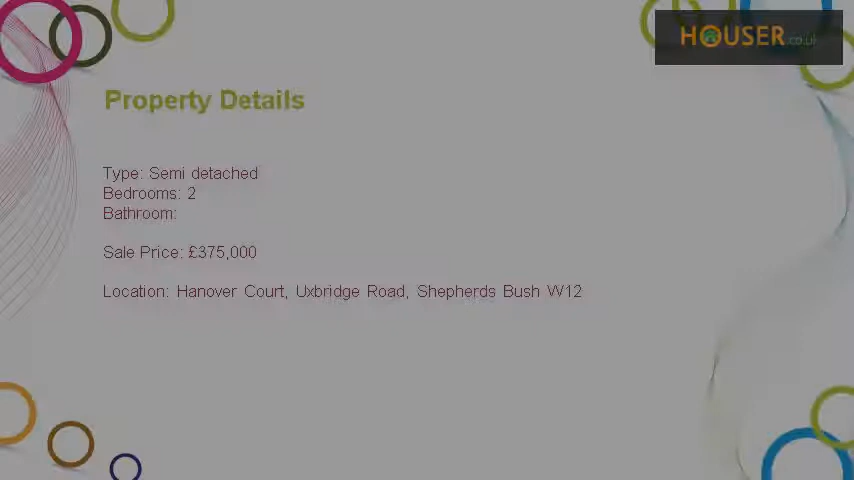 HOUSER.co.uk
Property Details
Type: Semi detached
Bedrooms: 2
Bathroom:
Sale Price: £375,000
Location: Hanover Court, Uxbridge Road, Shepherds Bush W12